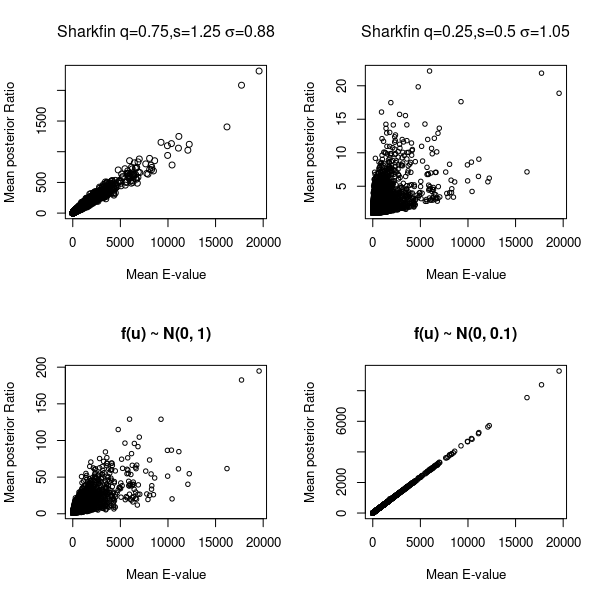 Sharkfin q=0.75,s=1.25 σ=0.88
Mean posterior Ratio
0 500 1500
0 5000 10000 15000 20000
Mean E-value
Sharkfin q=0.25,s=0.5 σ=1.05
Mean posterior Ratio
5 10 15 20
0 5000 10000 15000 20000
Mean E-value
f(u) ~ N(0, 1)
Mean posterior Ratio
0 50 100 150 200
0 5000 10000 15000 20000
Mean E-value
f(u) ~ N(0, 0.1)
Mean posterior Ratio
0 2000 6000
0 5000 10000 15000 20000
Mean E-value